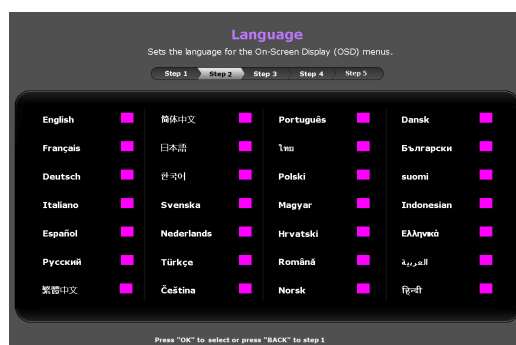 Language
Sets the language for the On-Screen Display (OSD) menus.
Step 1 Step 2 Step 3 Step 4 Step 5
English 简体中文 Português Dansk
Français 日本語 ไทย Български
Deutsch 한국어 Polski suomi
Italiano Svenska Magyar Indonesian
Español Nederlands Hrvatski Ελληνικά
Русский Türkçe Română العربية
繁體中文 Čeština Norsk हिन्दी
Press "OK" to select or press "BACK" to step 1